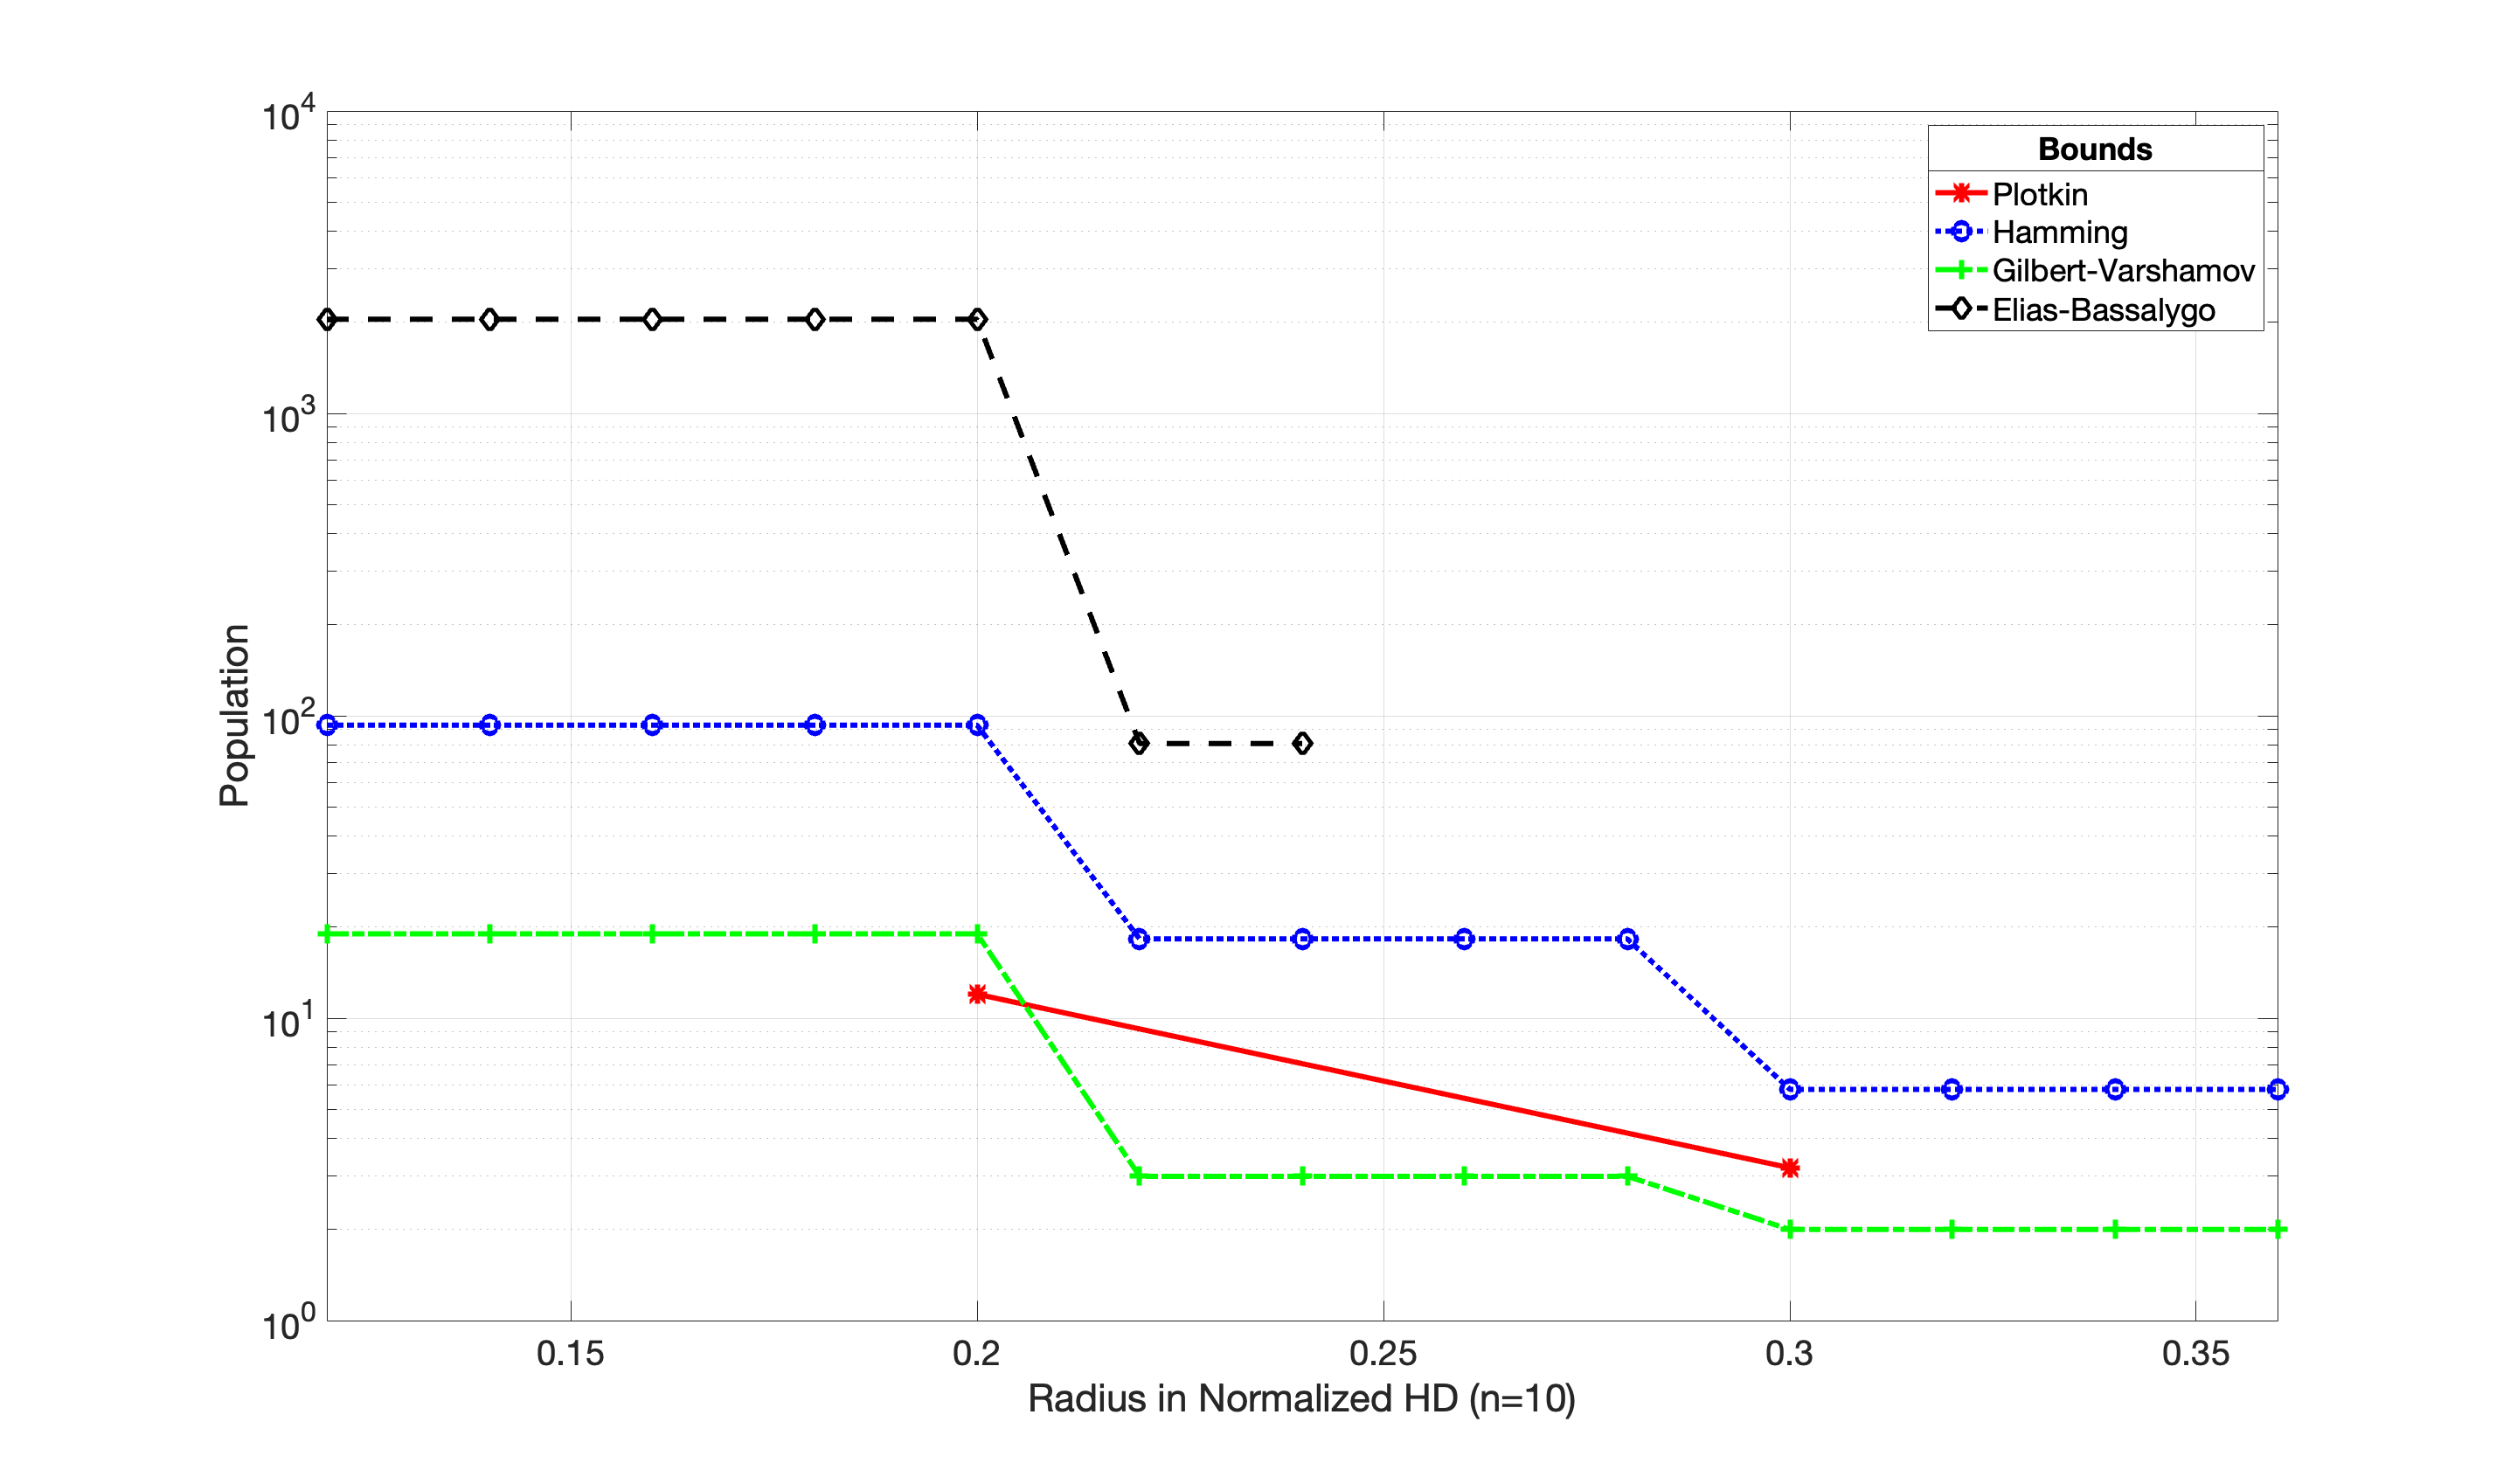 10^4
10^3
10^2
10^1
10^0
Population
0.15 0.2 0.25 0.3 0.35
Radius in Normalized HD (n=10)
Bounds
Plotkin
Hamming
Gilbert-Varshamov
Elias-Bassalygo